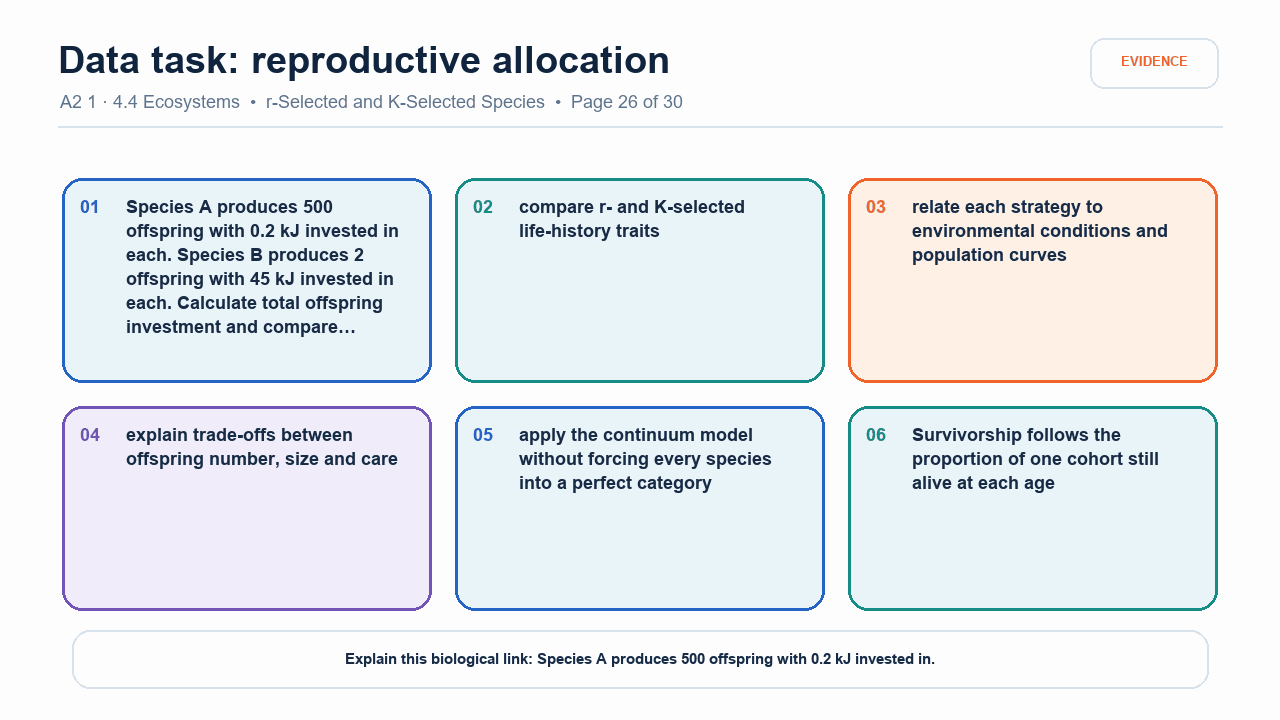 Data task: reproductive allocation
EVIDENCE
A2 1 · 4.4 Ecosystems • r-Selected and K-Selected Species • Page 26 of 30
01
Species A produces 500
offspring with 0.2 kJ invested in
each. Species B produces 2
offspring with 45 kJ invested in
each. Calculate total offspring
investment and compare…
02
compare r- and K-selected
life-history traits
03
relate each strategy to
environmental conditions and
population curves
04
explain trade-offs between
offspring number, size and care
05
apply the continuum model
without forcing every species
into a perfect category
06
Survivorship follows the
proportion of one cohort still
alive at each age
Explain this biological link: Species A produces 500 offspring with 0.2 kJ invested in.